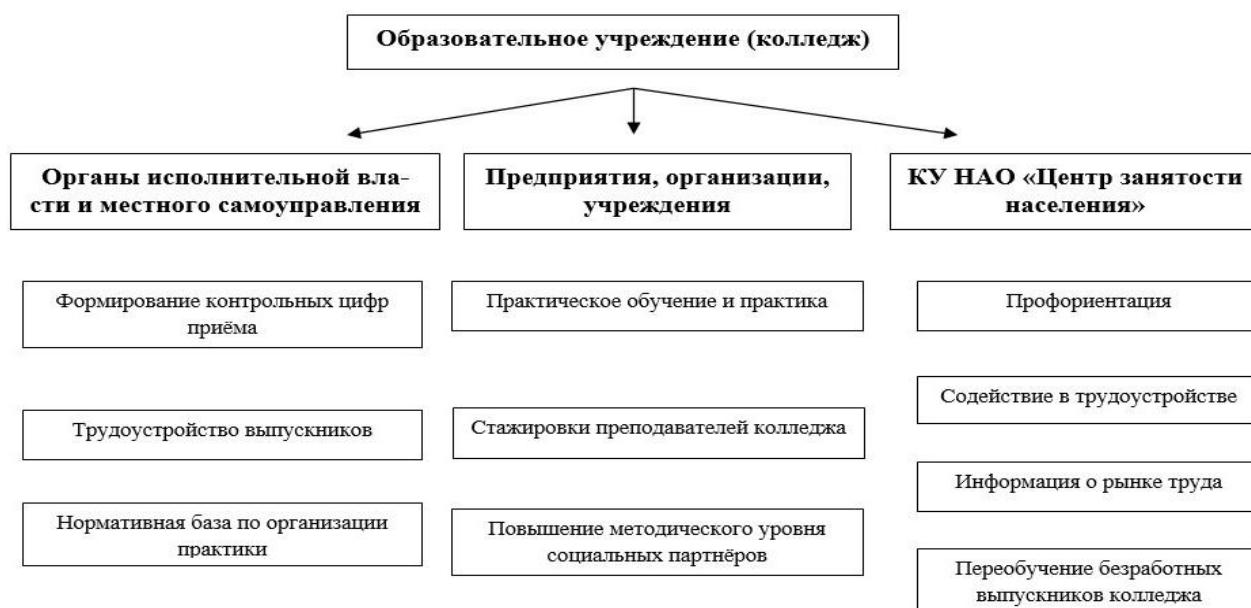 Образовательное учреждение (колледж)
Органы исполнительной вла-
сти и местного самоуправления
Предприятия, организации,
учреждения
КУ НАО «Центр занятости
населения»
Формирование контрольных цифр
приёма
Трудоустройство выпускников
Нормативная база по организации
практики
Практическое обучение и практика
Стажировки преподавателей колледжа
Повышение методического уровня
социальных партнёров
Профориентация
Содействие в трудоустройстве
Информация о рынке труда
Переобучение безработных
выпускников колледжа